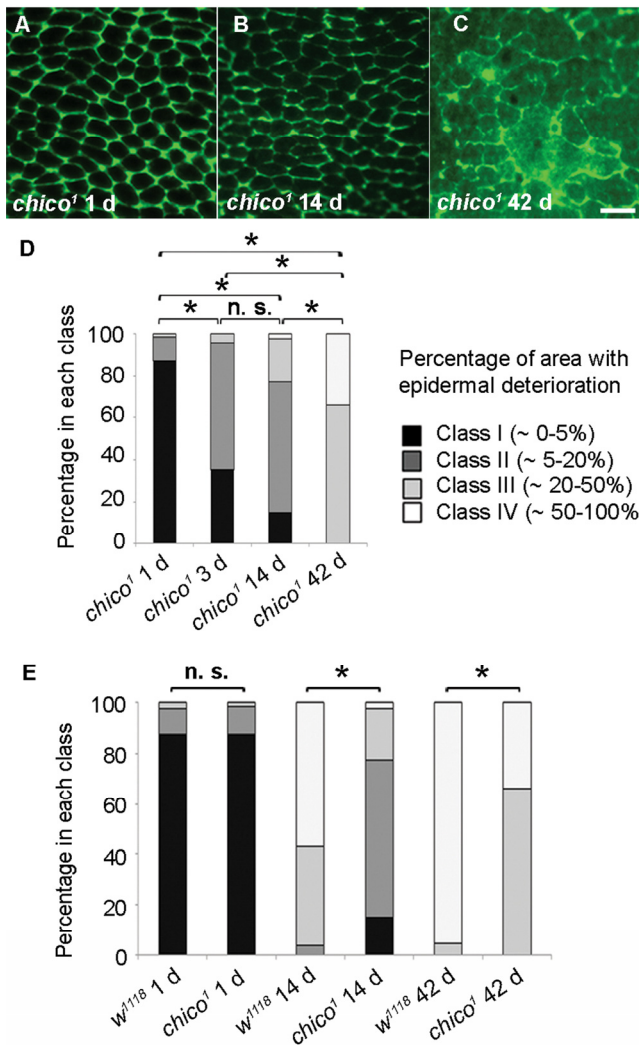 A
B
C
chico¹ 1 d
chico¹ 14 d
chico¹ 42 d
D
*
*
*
* n. s. *
Percentage in each class
100
80
60
40
20
0
chico¹ 1 d
chico¹ 3 d
chico¹ 14 d
chico¹ 42 d
Percentage of area with
epidermal deterioration
Class I (~ 0-5%)
Class II (~ 5-20%)
Class III (~ 20-50%)
Class IV (~ 50-100%
E
n. s. * *
Percentage in each class
100
80
60
40
20
0
w¹¹¹⁸ 1 d
chico¹ 1 d
w¹¹¹⁸ 14 d
chico¹ 14 d
w¹¹¹⁸ 42 d
chico¹ 42 d